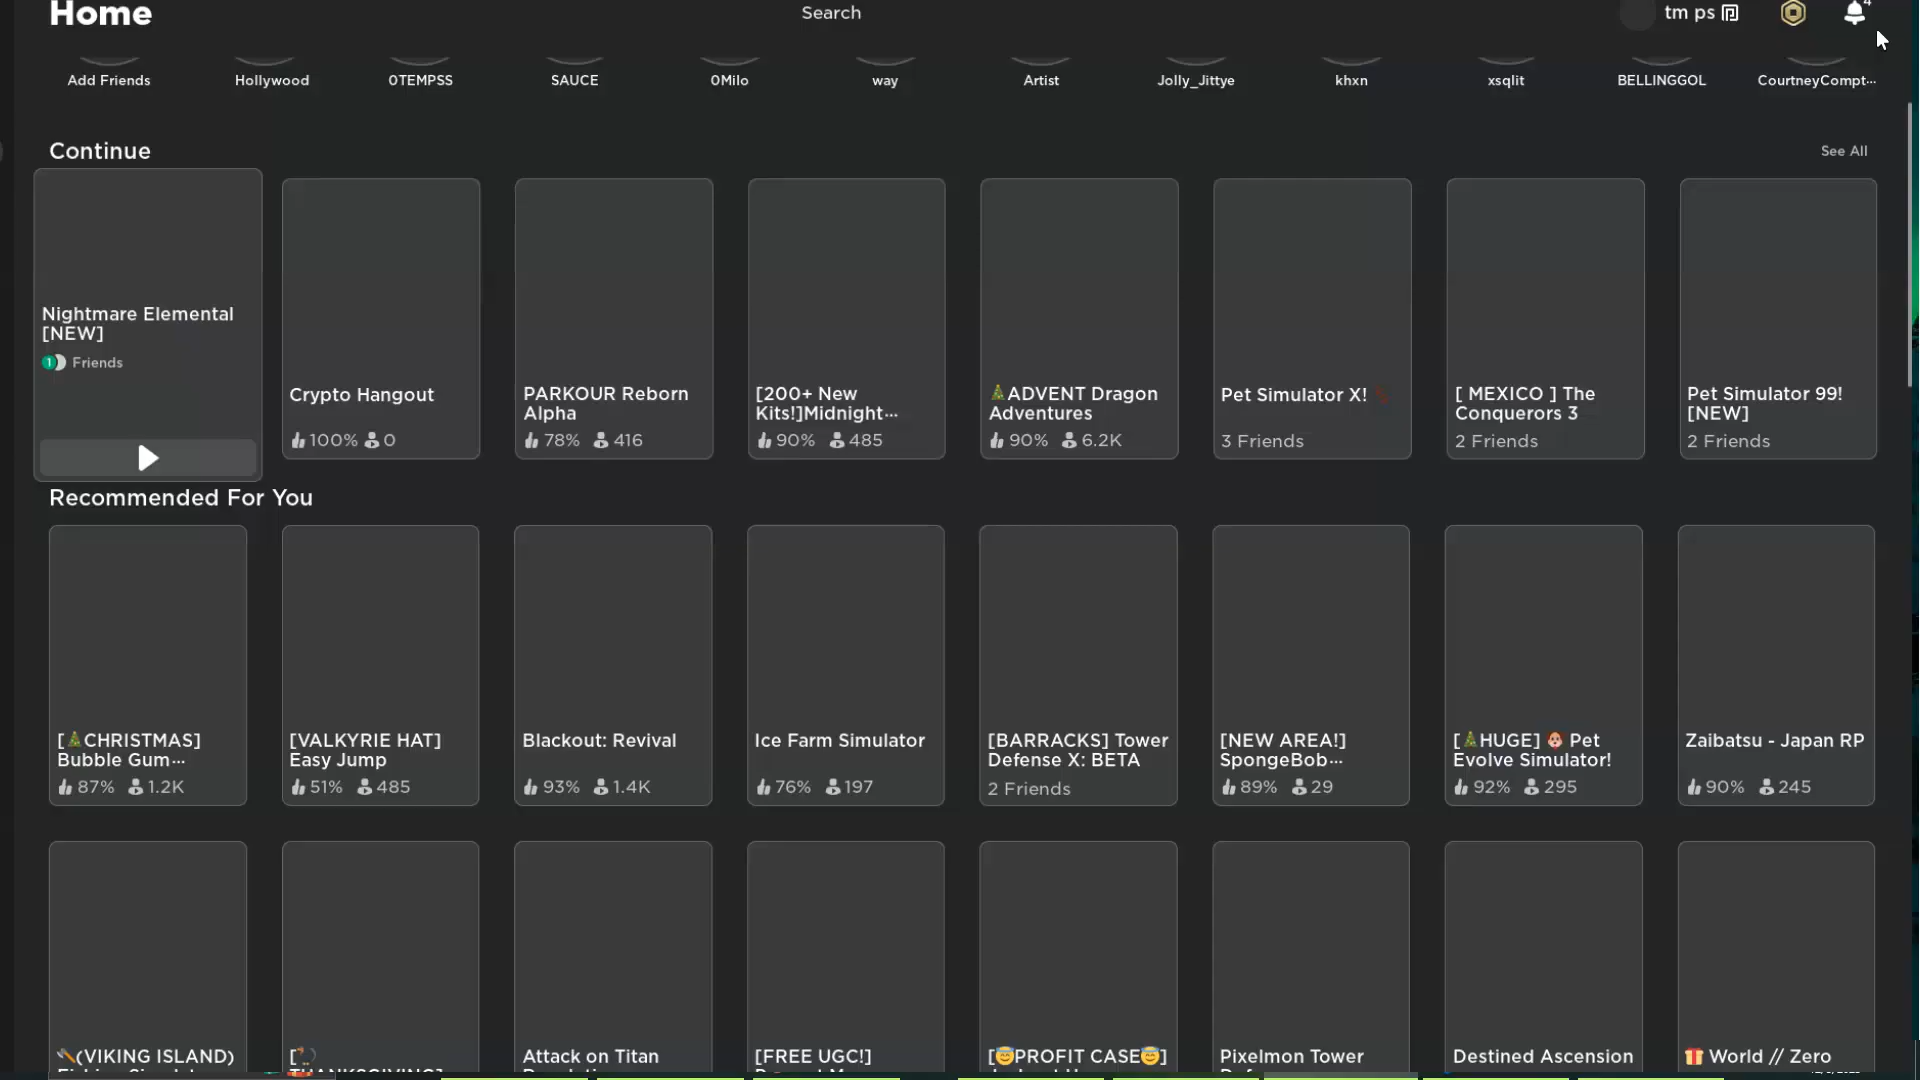 Home
Search
tm ps
4
Add Friends
Hollywood
0TEMPSS
SAUCE
0Milo
way
Artist
Jolly_Jittye
khxn
xsqlit
BELLINGGOL
CourtneyCompt...
Continue
See All
Nightmare Elemental
[NEW]
1 Friends
Crypto Hangout
100% 0
PARKOUR Reborn
Alpha
78% 416
[200+ New
Kits!]Midnight...
90% 485
🎄ADVENT Dragon
Adventures
90% 6.2K
Pet Simulator X!
3 Friends
[ MEXICO ] The
Conquerors 3
2 Friends
Pet Simulator 99!
[NEW]
2 Friends
Recommended For You
[🎄CHRISTMAS]
Bubble Gum...
87% 1.2K
[VALKYRIE HAT]
Easy Jump
51% 485
Blackout: Revival
93% 1.4K
Ice Farm Simulator
76% 197
[BARRACKS] Tower
Defense X: BETA
2 Friends
[NEW AREA!]
SpongeBob...
89% 29
[🎄HUGE] 🐶 Pet
Evolve Simulator!
92% 295
Zaibatsu - Japan RP
90% 245
🪓(VIKING ISLAND)
[🦃
THANKSGIVING]
Attack on Titan
[FREE UGC!]
[😇PROFIT CASE😇]
Pixelmon Tower
Destined Ascension
🎁 World // Zero